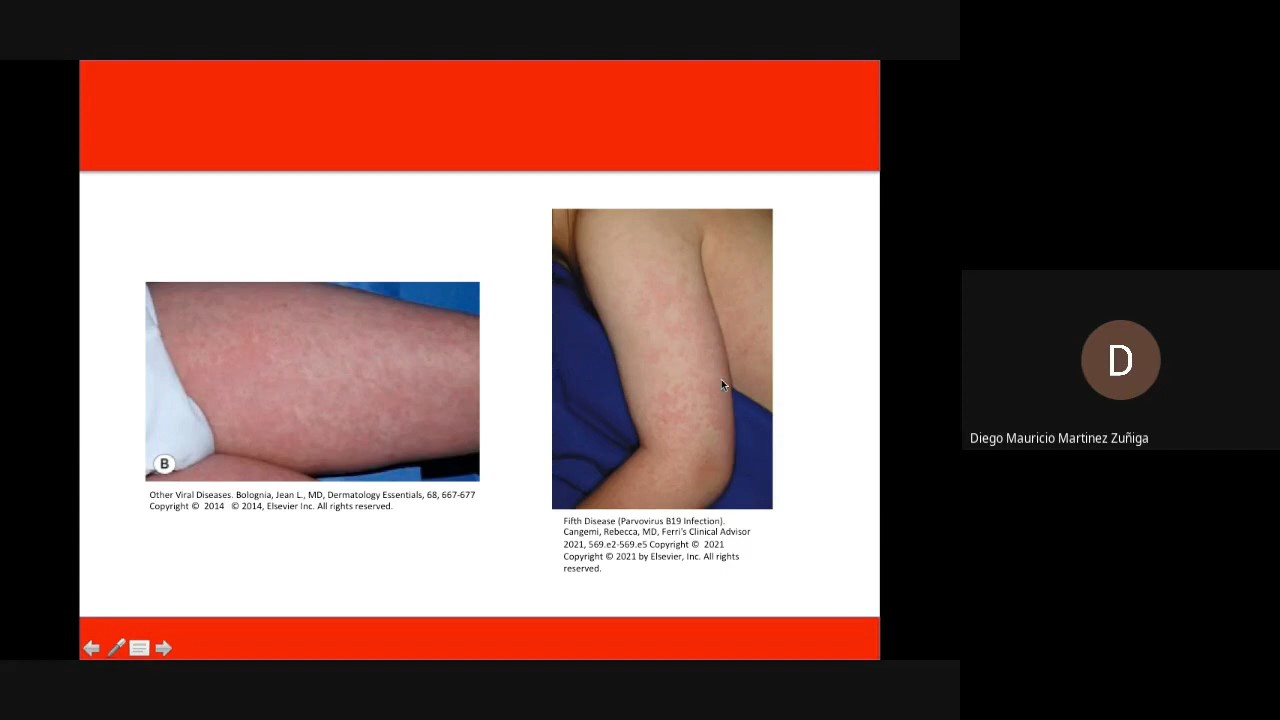 B
Other Viral Diseases. Bolognia, Jean L., MD, Dermatology Essentials, 68, 667-677
Copyright © 2014 © 2014, Elsevier Inc. All rights reserved.
Fifth Disease (Parvovirus B19 Infection).
Cangemi, Rebecca, MD, Ferri's Clinical Advisor
2021, 569.e2-569.e5 Copyright © 2021
Copyright © 2021 by Elsevier, Inc. All rights
reserved.
D
Diego Mauricio Martinez Zuñiga